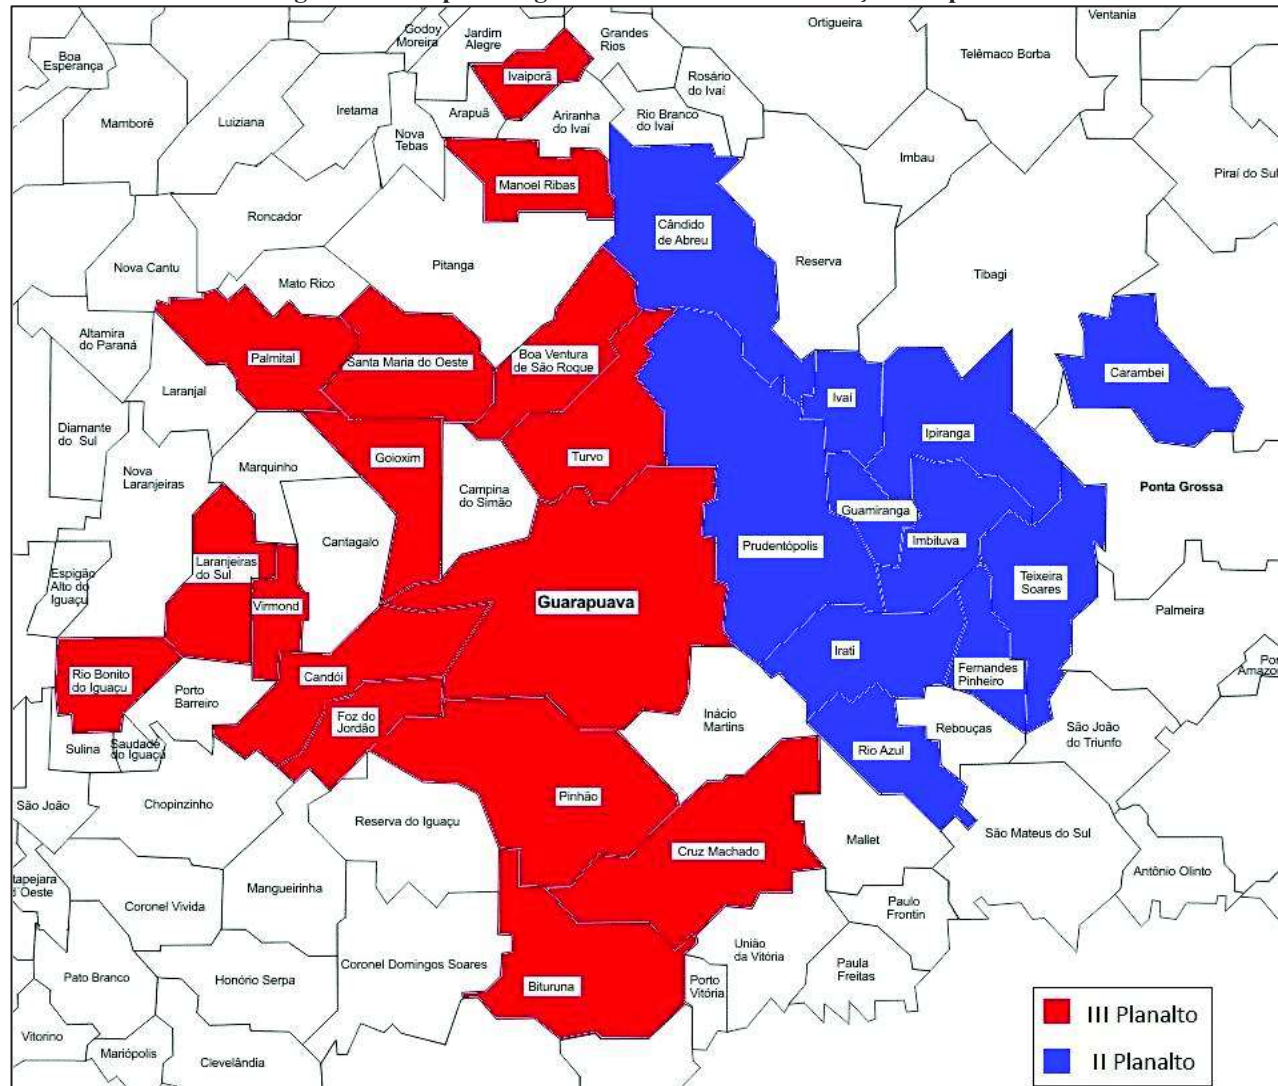 Ortigueira
Ventania
Godoy
Moreira
Jardim
Alegre
Grandes
Rios
Telêmaco Borba
Boa
Esperança
Ivaiporã
Rosário
do Ivaí
Mamborê
Luiziana
Iretama
Nova
Tebas
Arapuã
Ariranha
do Ivaí
Rio Branco
do Ivaí
Imbau
Piraí do Sul
Manoel Ribas
Roncador
Cândido
de Abreu
Nova Cantu
Mato Rico
Pitanga
Reserva
Tibagi
Altamira
do Paraná
Palmital
Santa Maria do Oeste
Boa Ventura
de São Roque
Carambei
Laranjal
Ivaí
Diamante
do Sul
Ipiranga
Nova
Laranjeiras
Marquinho
Goioxim
Turvo
Campina
do Simão
Ponta Grossa
Guamiranga
Cantagalo
Prudentópolis
Imbituva
Espigão
Alto do
Iguaçu
Laranjeiras
do Sul
Teixeira
Soares
Virmond
Guarapuava
Palmeira
Rio Bonito
do Iguaçu
Porto
Barreiro
Candói
Irati
Fernandes
Pinheiro
Foz do
Jordão
Inácio
Martins
Rebouças
São João
do Triunfo
Sulina
Saudade
do Iguaçu
Rio Azul
São João
Chopinzinho
Pinhão
Reserva do Iguaçu
Cruz Machado
Mallet
São Mateus do Sul
Antônio Olinto
Mangueirinha
Coronel Vivida
Paulo
Frontin
Pato Branco
Honório Serpa
Coronel Domingos Soares
Bituruna
União
da Vitória
Porto
Vitória
Paula
Freitas
Vitorino
Mariópolis
Clevelândia
III Planalto
II Planalto